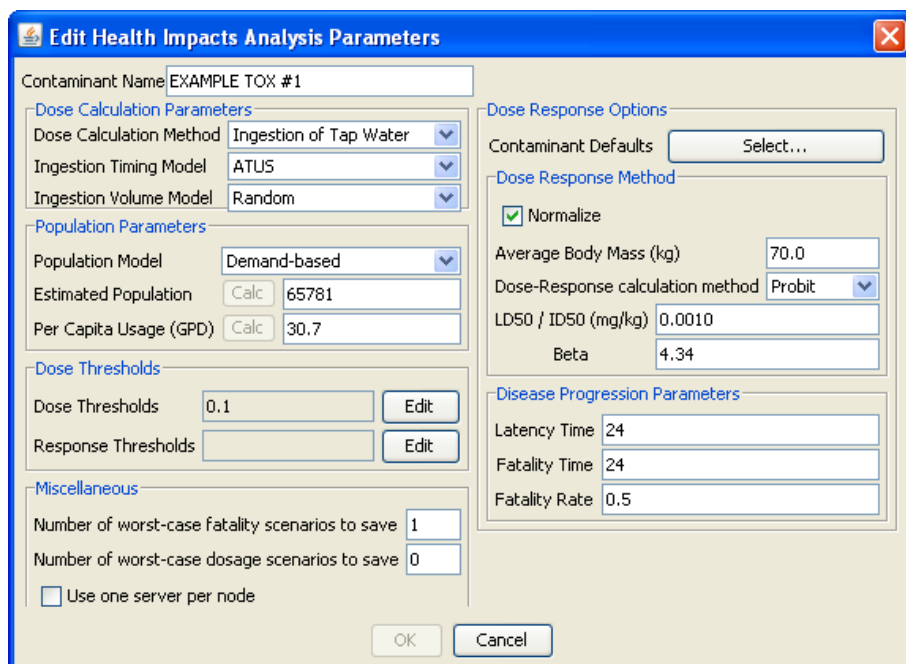 Edit Health Impacts Analysis Parameters
Contaminant Name EXAMPLE TOX #1
Dose Calculation Parameters
Dose Calculation Method Ingestion of Tap Water
Ingestion Timing Model ATUS
Ingestion Volume Model Random
Population Parameters
Population Model Demand-based
Estimated Population Calc 65781
Per Capita Usage (GPD) Calc 30.7
Dose Thresholds
Dose Thresholds 0.1 Edit
Response Thresholds Edit
Miscellaneous
Number of worst-case fatality scenarios to save 1
Number of worst-case dosage scenarios to save 0
Use one server per node
Dose Response Options
Contaminant Defaults Select...
Dose Response Method
Normalize
Average Body Mass (kg) 70.0
Dose-Response calculation method Probit
LD50 / ID50 (mg/kg) 0.0010
Beta 4.34
Disease Progression Parameters
Latency Time 24
Fatality Time 24
Fatality Rate 0.5
OK Cancel